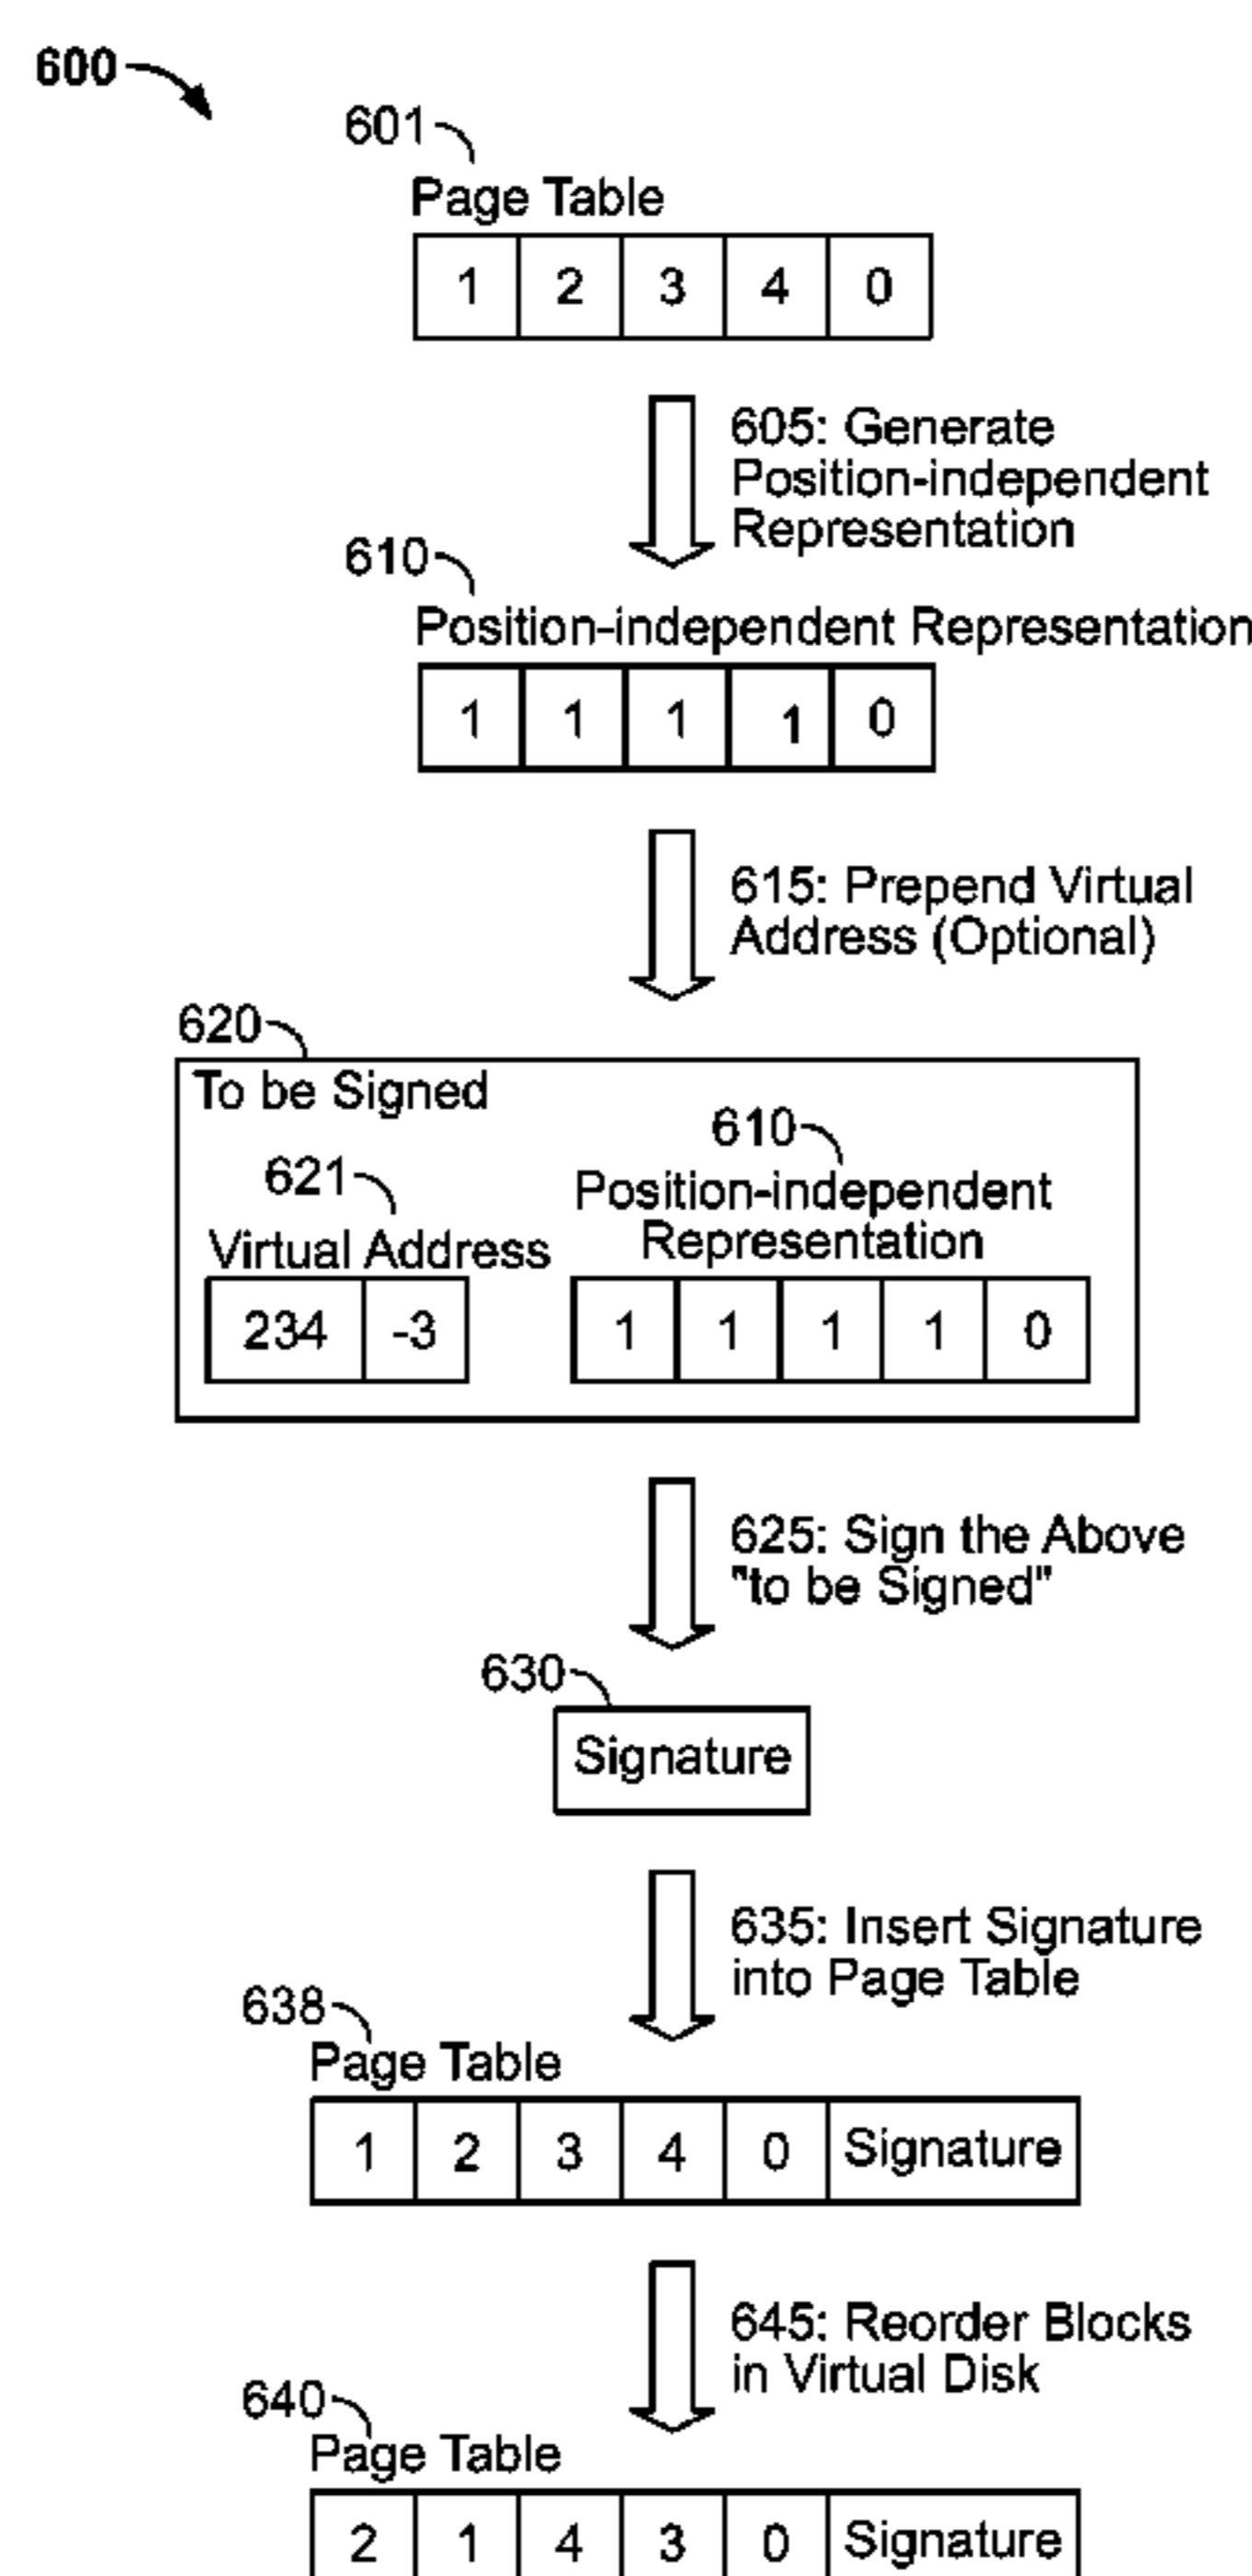 600
601
Page Table
1 2 3 4 0
605: Generate
Position-independent
Representation
610
Position-independent Representation
1 1 1 1 0
615: Prepend Virtual
Address (Optional)
620
To be Signed
610
621
Position-independent
Representation
Virtual Address
234 -3
1 1 1 1 0
625: Sign the Above
"to be Signed"
630
Signature
635: Insert Signature
into Page Table
638
Page Table
1 2 3 4 0 Signature
645: Reorder Blocks
in Virtual Disk
640
Page Table
2 1 4 3 0 Signature